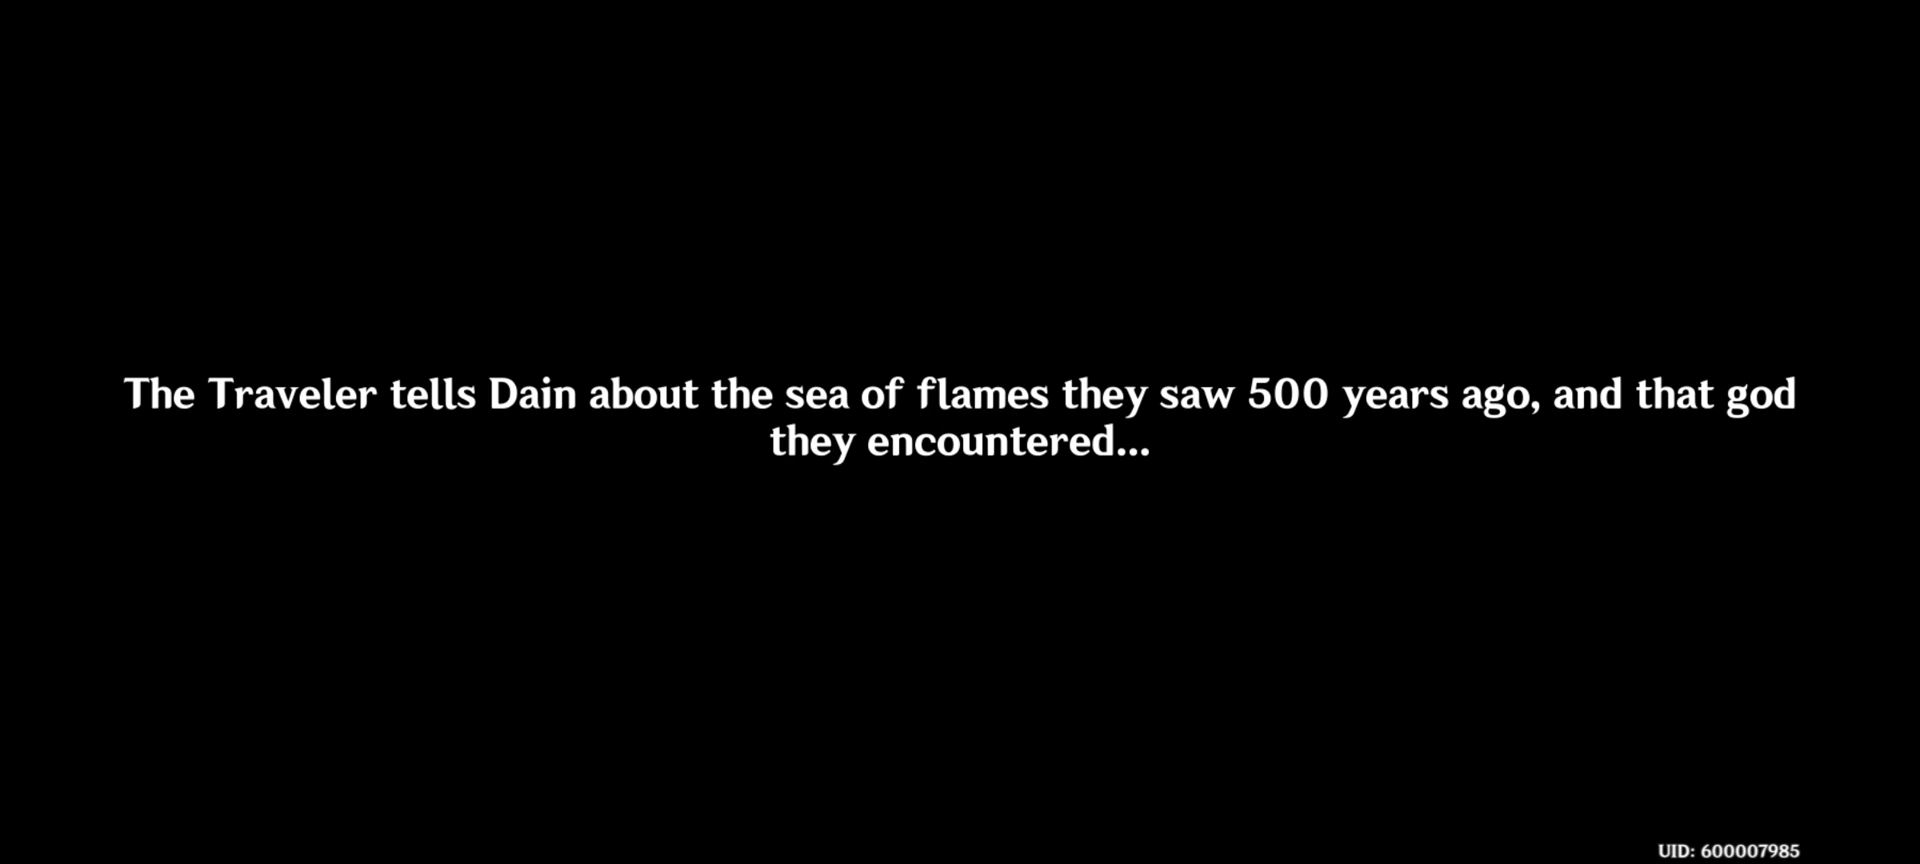 The Traveler tells Dain about the sea of flames they saw 500 years ago, and that god
they encountered...
UID: 600007985